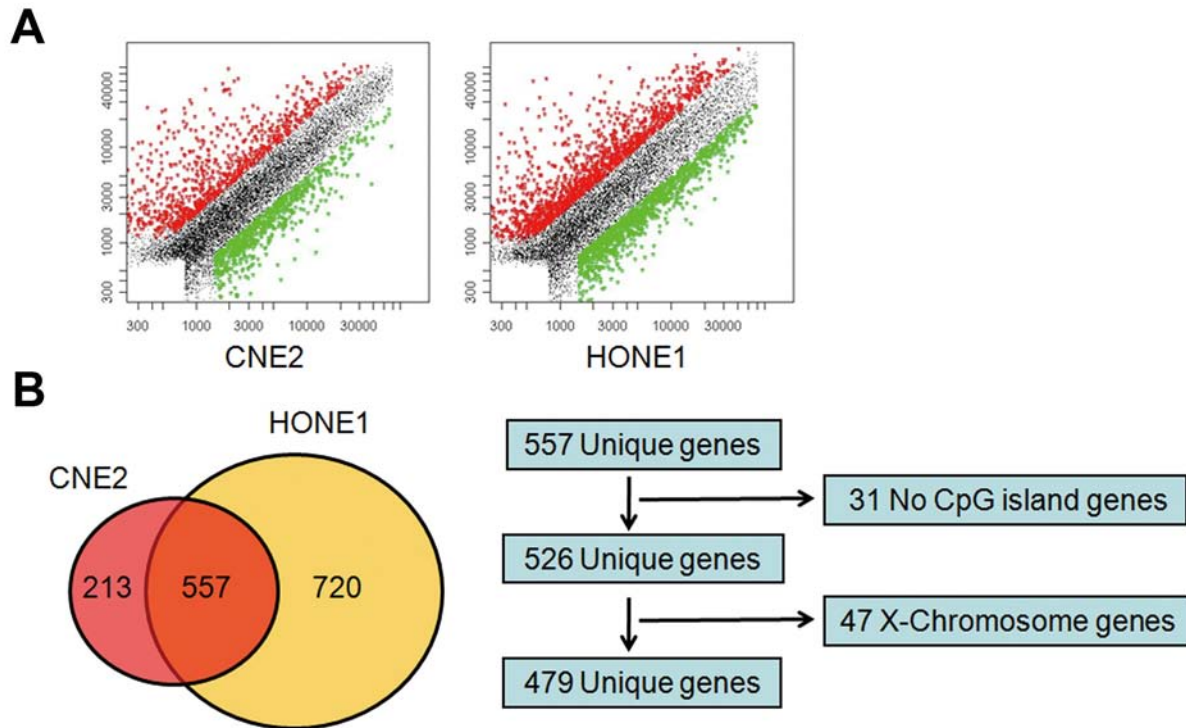 A
40000
10000
3000
1000
300
300 1000 3000 10000 30000
CNE2
40000
10000
3000
1000
300
300 1000 3000 10000 30000
HONE1
B
HONE1
CNE2
213 557 720
557 Unique genes
31 No CpG island genes
526 Unique genes
47 X-Chromosome genes
479 Unique genes